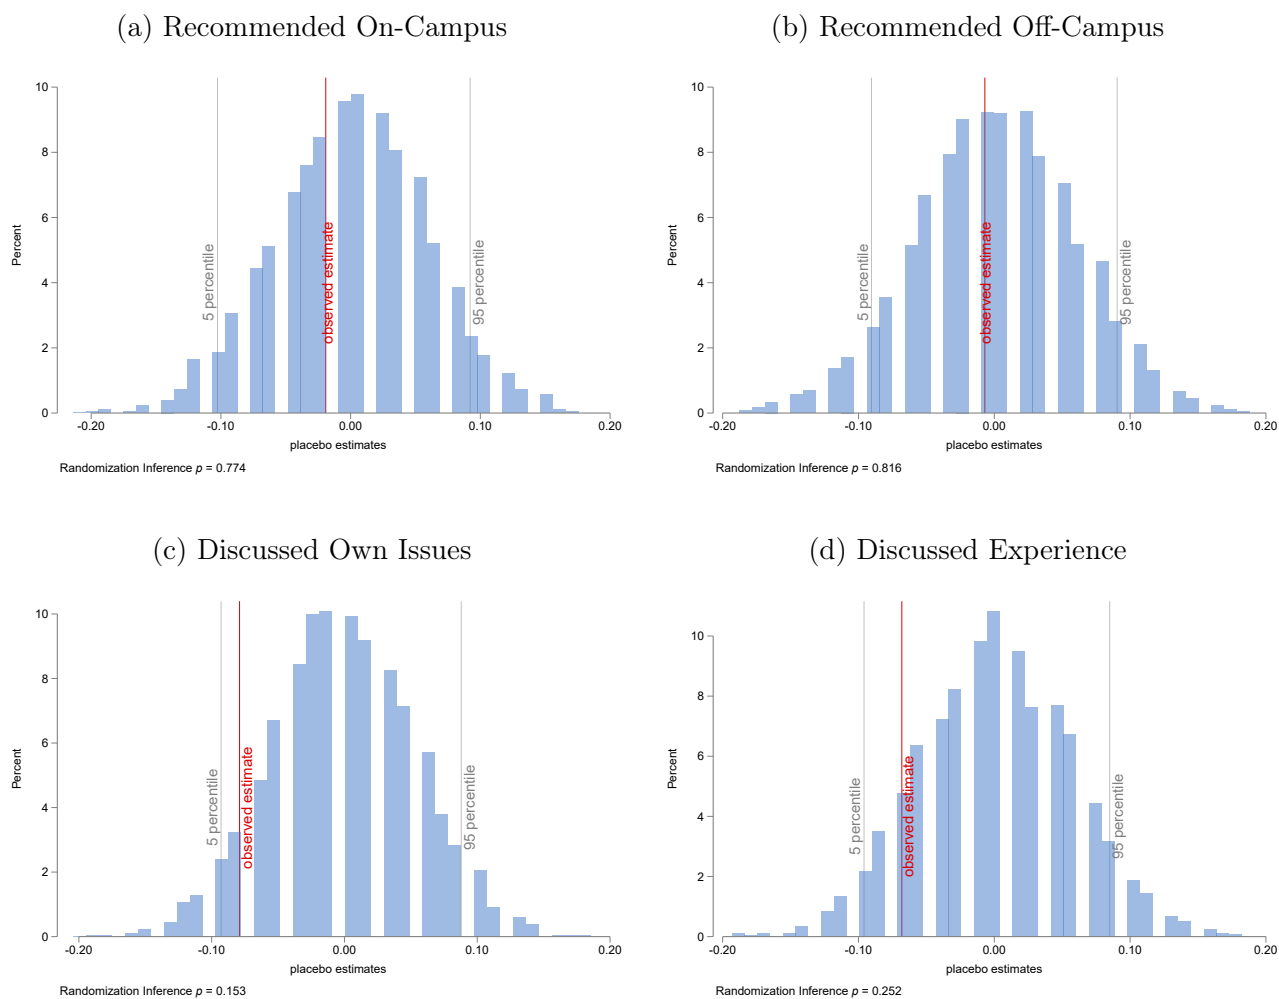 (a) Recommended On-Campus
10
8
6
4
2
0
Percent
5 percentile
observed estimate
95 percentile
-0.20
-0.10
0.00
0.10
0.20
placebo estimates
Randomization Inference p = 0.774
(b) Recommended Off-Campus
10
8
6
4
2
0
Percent
5 percentile
observed estimate
95 percentile
-0.20
-0.10
0.00
0.10
0.20
placebo estimates
Randomization Inference p = 0.816
(c) Discussed Own Issues
10
8
6
4
2
0
Percent
5 percentile
observed estimate
95 percentile
-0.20
-0.10
0.00
0.10
0.20
placebo estimates
Randomization Inference p = 0.153
(d) Discussed Experience
10
8
6
4
2
0
Percent
5 percentile
observed estimate
95 percentile
-0.20
-0.10
0.00
0.10
0.20
placebo estimates
Randomization Inference p = 0.252